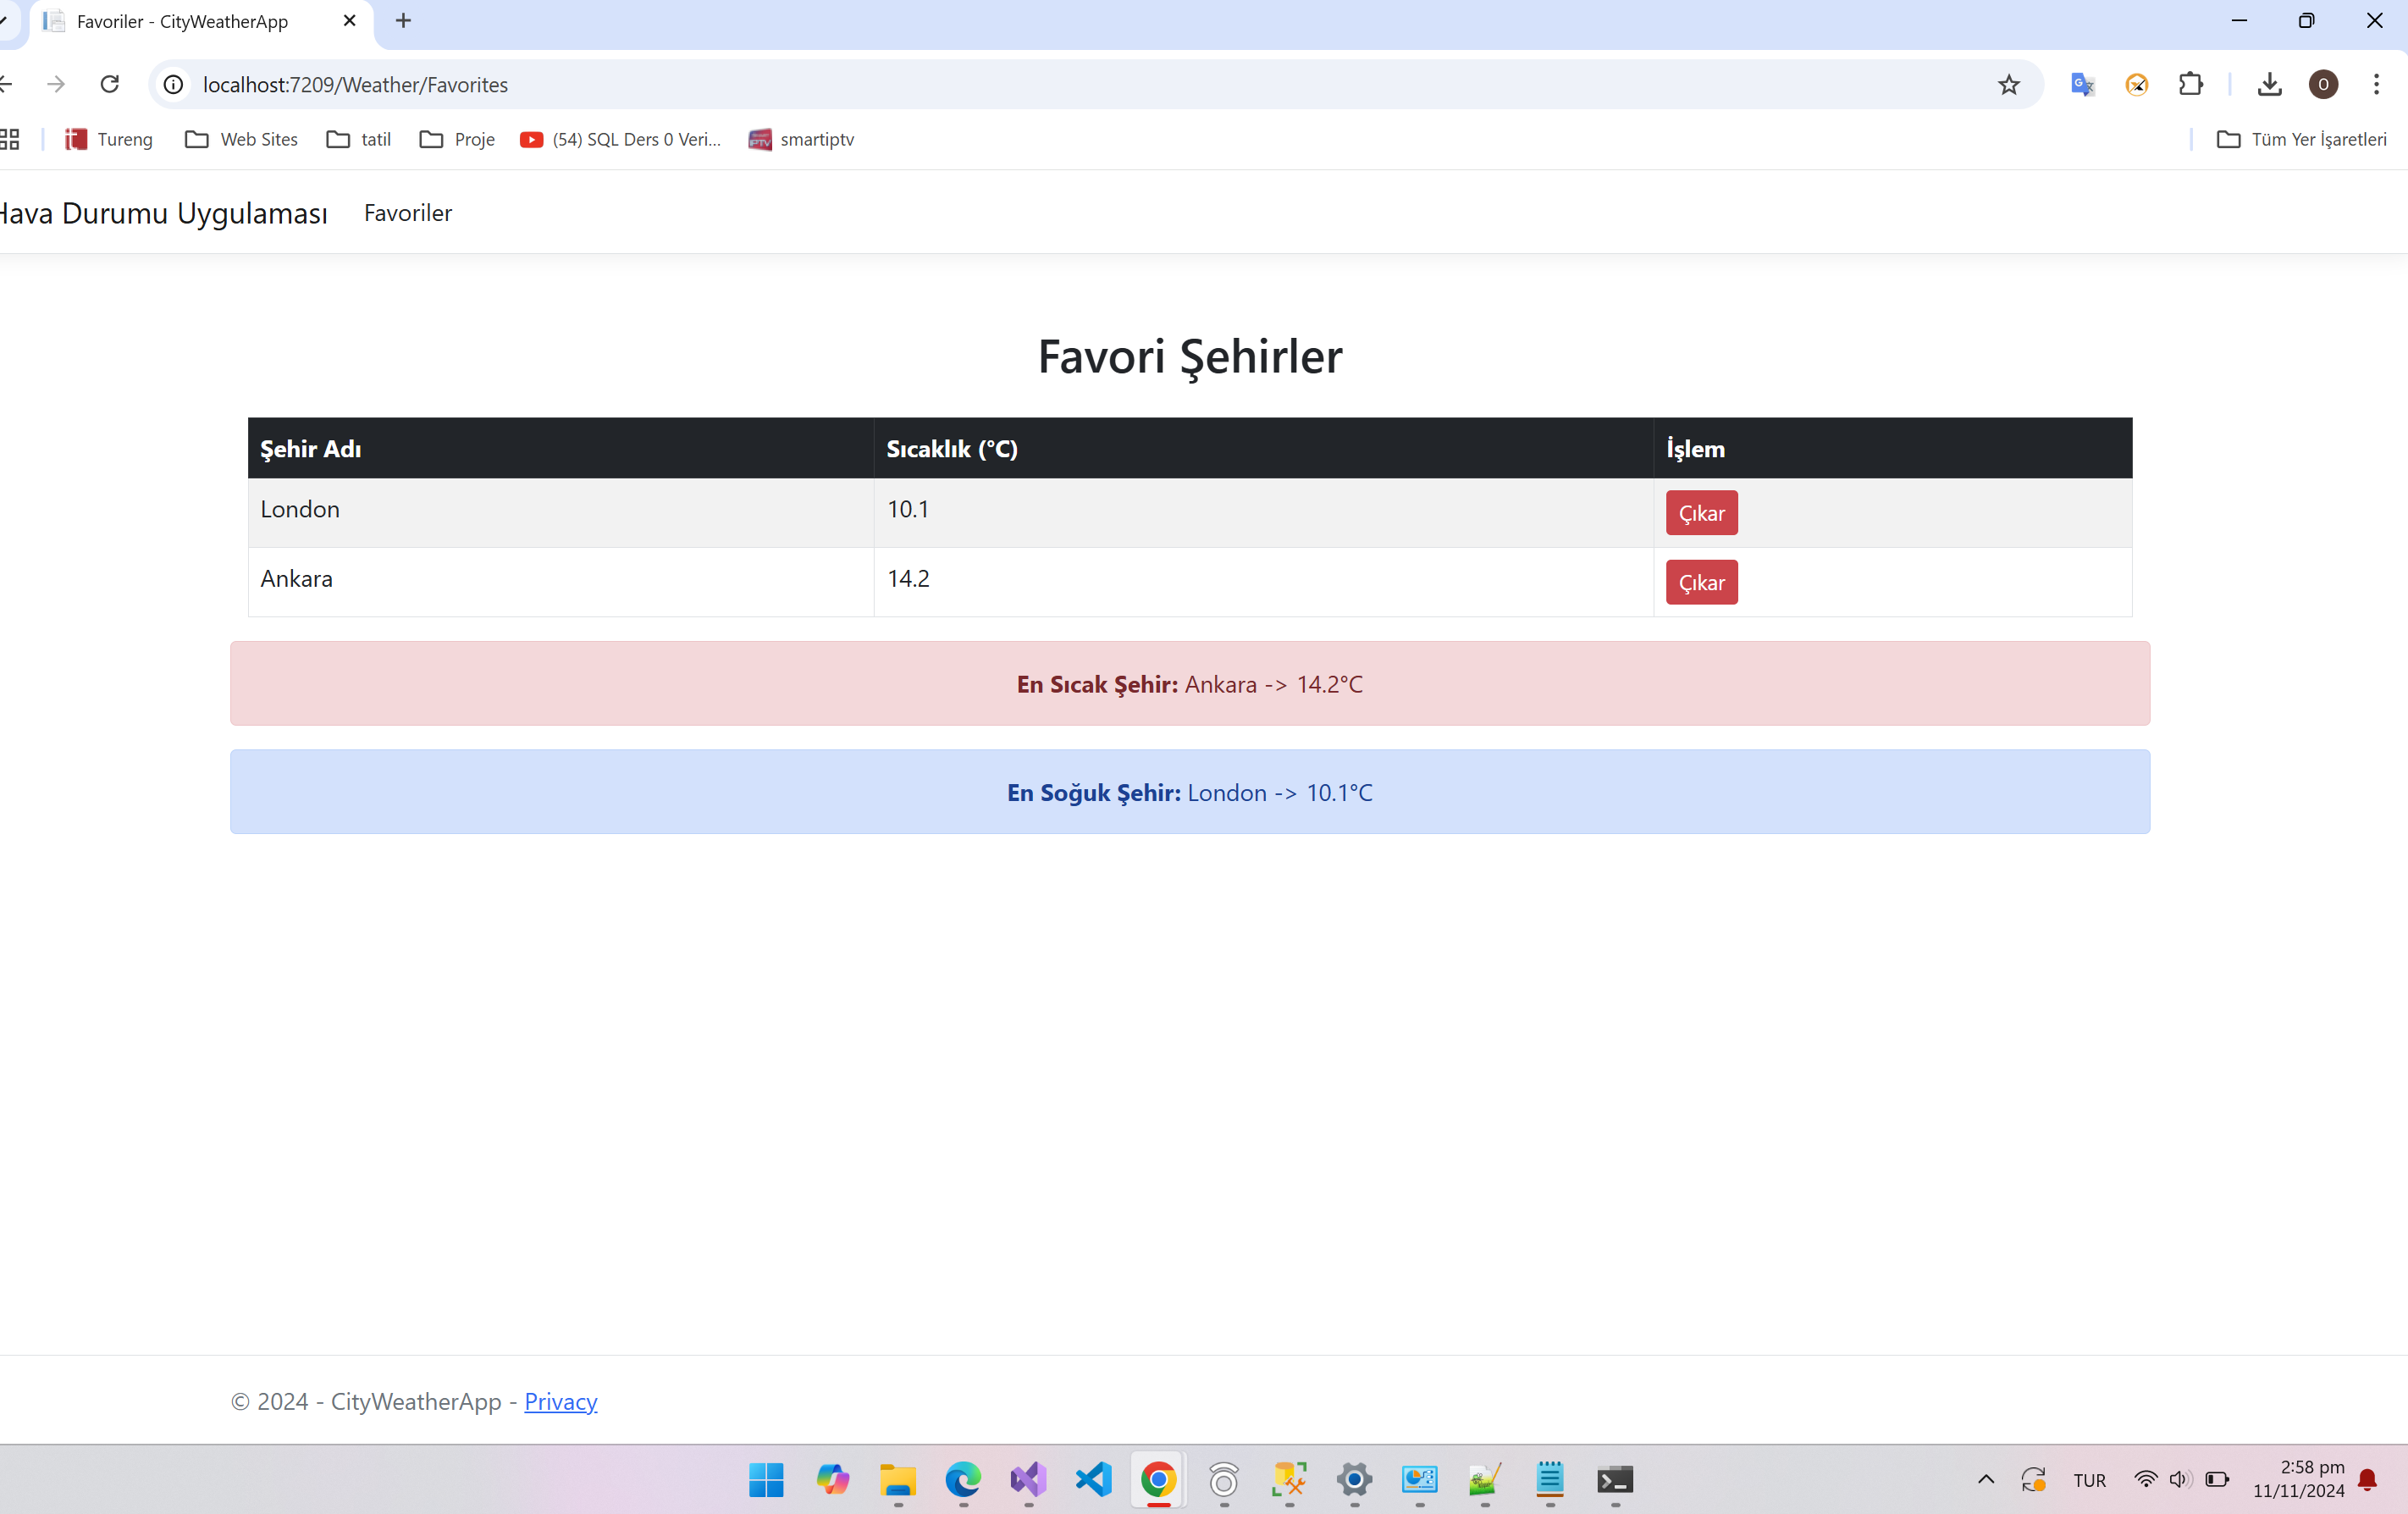 Favoriler - CityWeatherApp
localhost:7209/Weather/Favorites
O
Tureng
Web Sites
tatil
Proje
(54) SQL Ders 0 Veri...
smartiptv
Tüm Yer İşaretleri
Hava Durumu Uygulaması
Favoriler
Favori Şehirler
Şehir Adı Sıcaklık (°C) İşlem
London 10.1 Çıkar
Ankara 14.2 Çıkar
En Sıcak Şehir: Ankara -> 14.2°C
En Soğuk Şehir: London -> 10.1°C
© 2024 - CityWeatherApp - Privacy
TUR
2:58 pm
11/11/2024